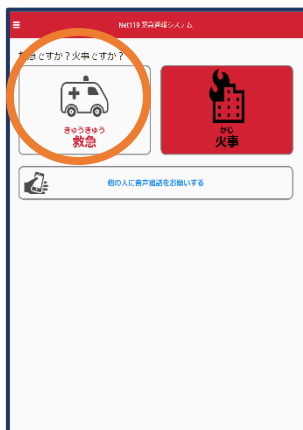 Net119 緊急通報システム
救急ですか？火事ですか？
きゅうきゅう
救急
かじ
火事
他の人に音声通話をお願いする